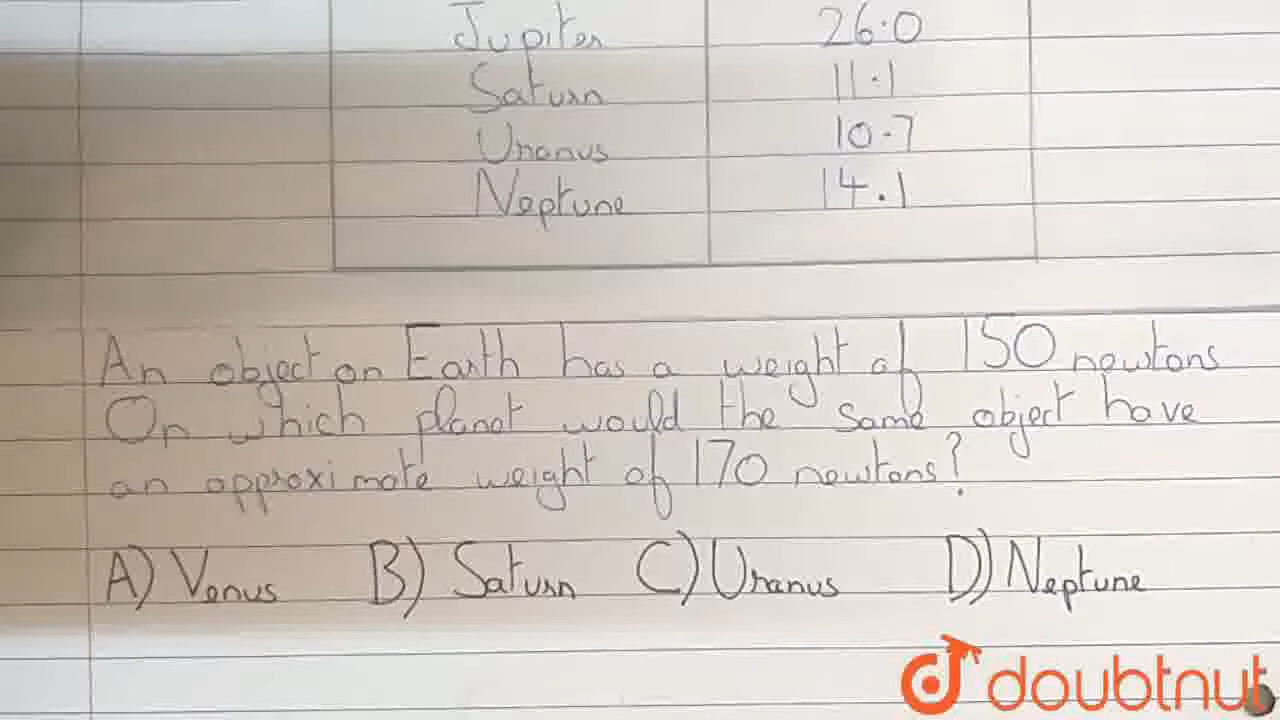 Jupiter 26.0
Saturn 11.1
Uranus 10.7
Neptune 14.1
An object on Earth has a weight of 150 newtons
On which planet would the same object have
an approximate weight of 170 newtons?
A) Venus B) Saturn C) Uranus D) Neptune
doubtnut